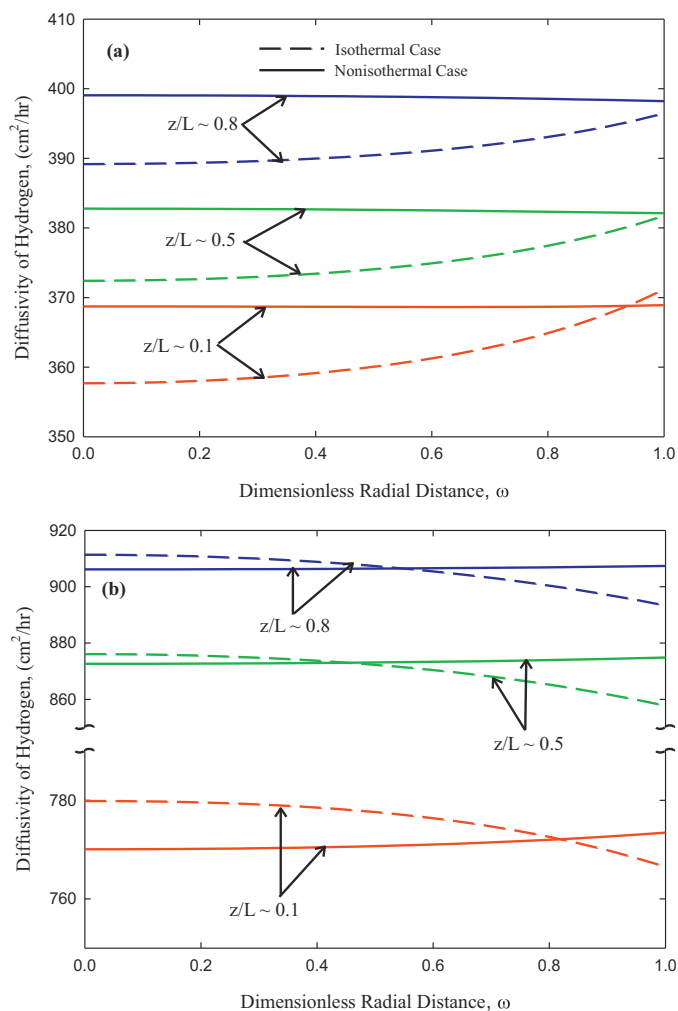 (a)
Isothermal Case
Nonisothermal Case
410
400
390
380
370
360
350
z/L ~ 0.8
z/L ~ 0.5
z/L ~ 0.1
0.0 0.2 0.4 0.6 0.8 1.0
Diffusivity of Hydrogen, (cm²/hr)
Dimensionless Radial Distance, ω
(b)
920
900
880
860
780
760
z/L ~ 0.8
z/L ~ 0.5
z/L ~ 0.1
0.0 0.2 0.4 0.6 0.8 1.0
Diffusivity of Hydrogen, (cm²/hr)
Dimensionless Radial Distance, ω